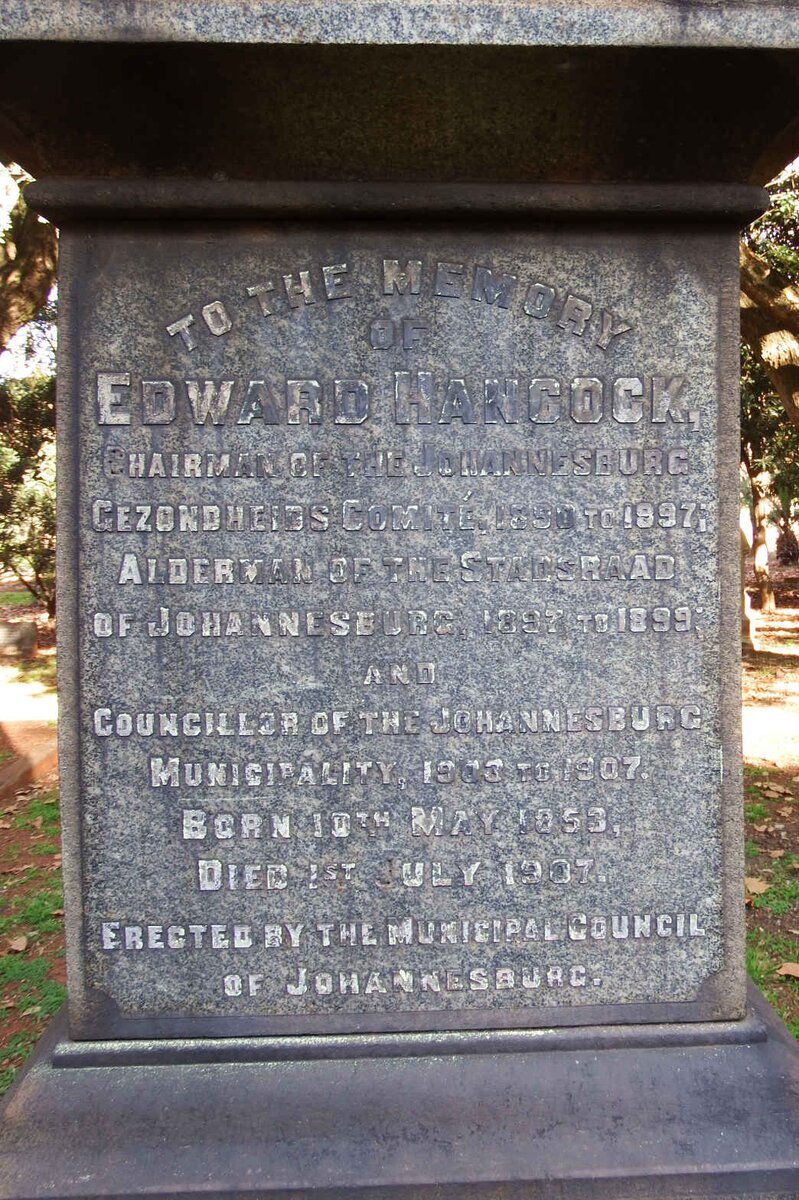 TO THE MEMORY
OF
EDWARD HANCOCK,
CHAIRMAN OF THE JOHANNESBURG
GEZONDHEIDS COMITÉ, 1890 TO 1897;
ALDERMAN OF THE STADSRAAD
OF JOHANNESBURG, 1897, TO 1899;
AND
COUNCILLOR OF THE JOHANNESBURG
MUNICIPALITY, 1903 TO 1907.
BORN 10TH MAY 1853,
DIED 1ST JULY 1907.
ERECTED BY THE MUNICIPAL COUNCIL
OF JOHANNESBURG.